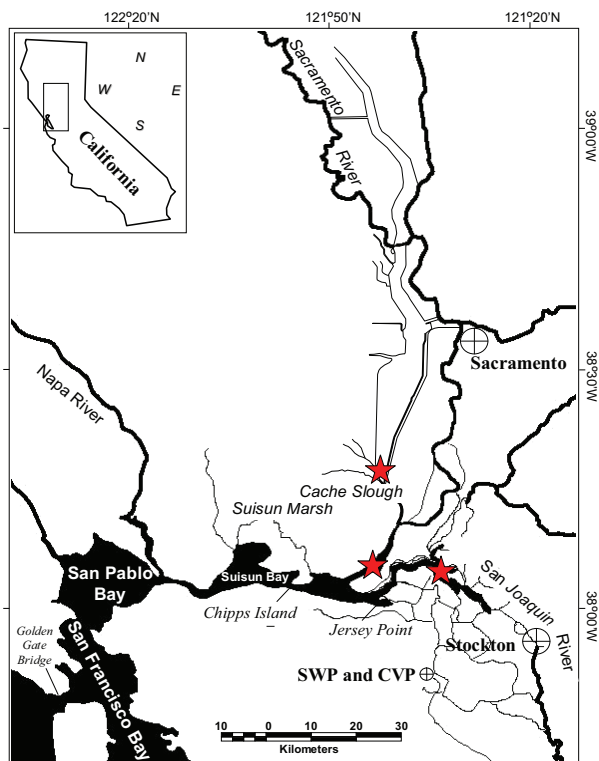 122°20'N
121°50'N
121°20'N
N
W
E
S
California
Sacramento
River
39°00'W
Sacramento
38°30'W
Napa River
Cache Slough
Suisun Marsh
San Pablo
Bay
Suisun Bay
Chipps Island
Jersey Point
San Joaquin
River
38°00'W
Golden
Gate
Bridge
San Francisco Bay
Stockton
SWP and CVP
10 0 10 20 30
Kilometers